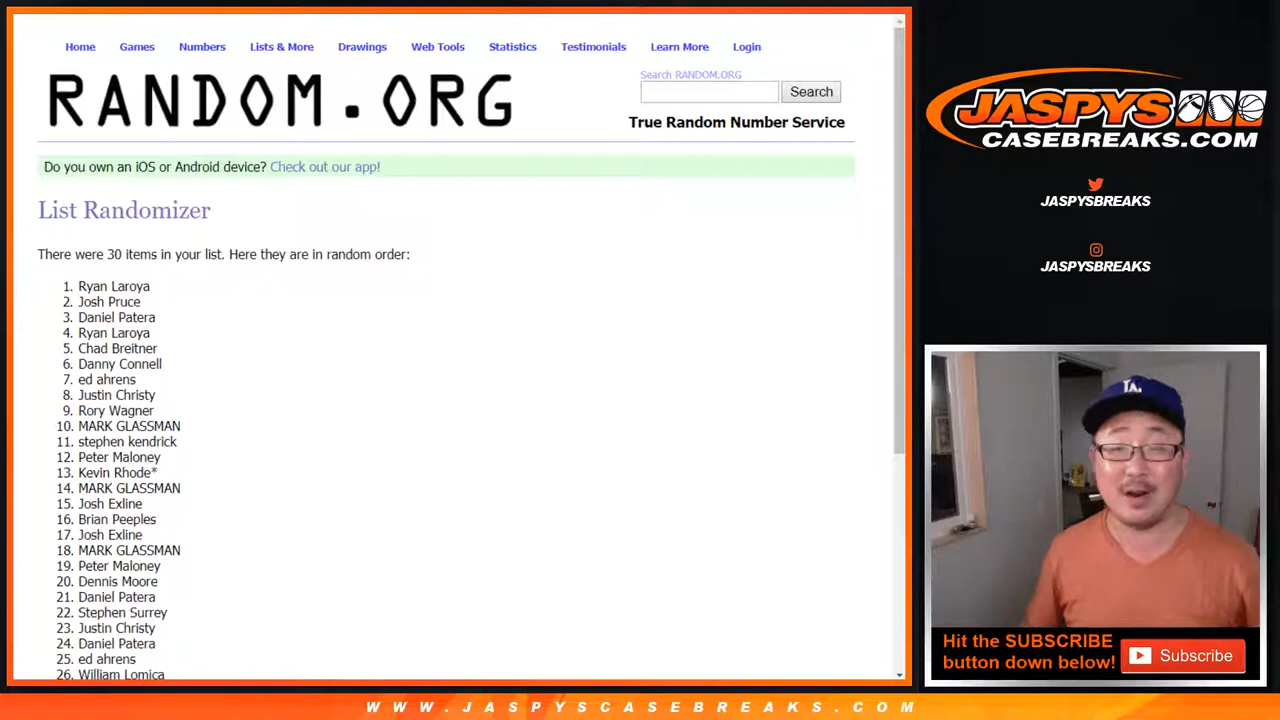 Home Games Numbers Lists & More Drawings Web Tools Statistics Testimonials Learn More Login
RANDOM.ORG
Search RANDOM.ORG
Search
True Random Number Service
Do you own an iOS or Android device? Check out our app!
List Randomizer
There were 30 items in your list. Here they are in random order:
1. Ryan Laroya
2. Josh Pruce
3. Daniel Patera
4. Ryan Laroya
5. Chad Breitner
6. Danny Connell
7. ed ahrens
8. Justin Christy
9. Rory Wagner
10. MARK GLASSMAN
11. stephen kendrick
12. Peter Maloney
13. Kevin Rhode*
14. MARK GLASSMAN
15. Josh Exline
16. Brian Peeples
17. Josh Exline
18. MARK GLASSMAN
19. Peter Maloney
20. Dennis Moore
21. Daniel Patera
22. Stephen Surrey
23. Justin Christy
24. Daniel Patera
25. ed ahrens
26. William Lomica
JASPYS
CASEBREAKS.COM
JASPYSBREAKS
JASPYSBREAKS
LA
Hit the SUBSCRIBE
button down below!
Subscribe
WWW.JASPYSCASEBREAKS.COM